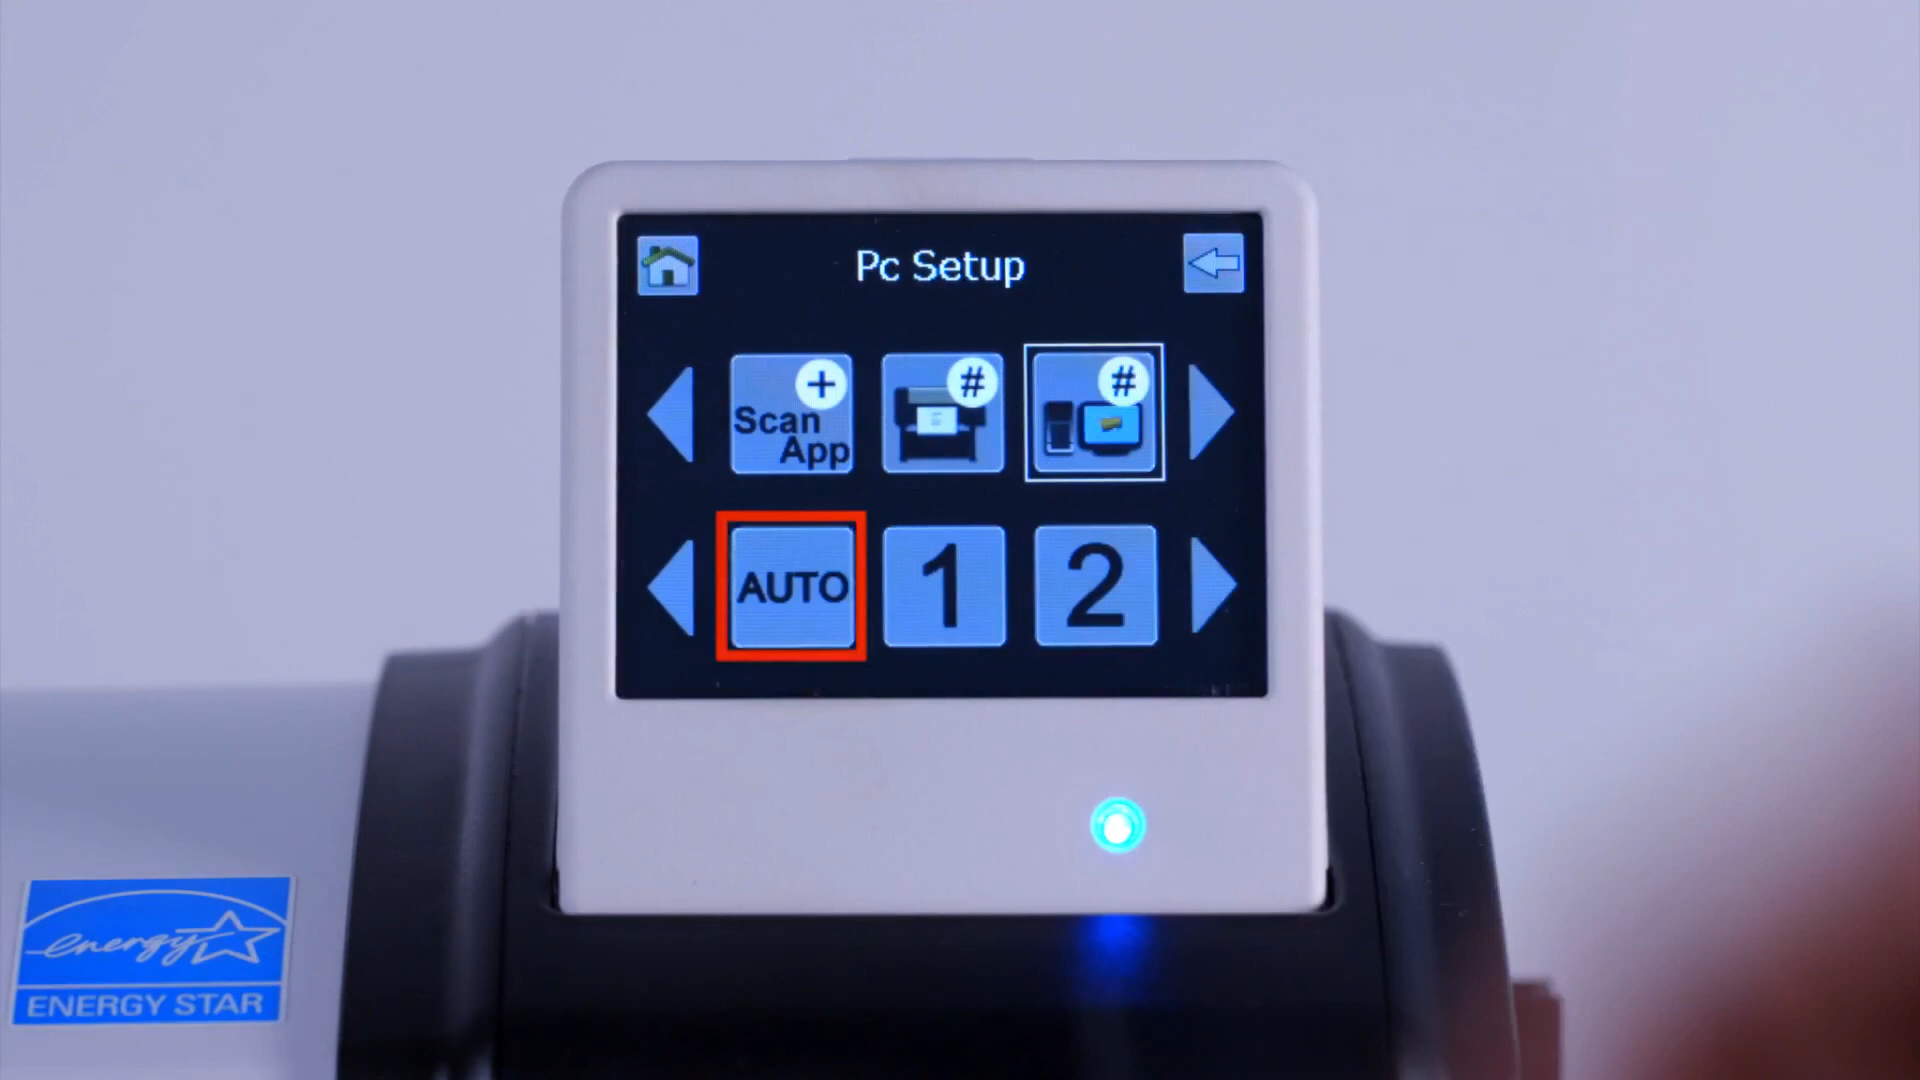 Pc Setup
+
Scan
App
#
#
AUTO
1
2
energy
ENERGY STAR